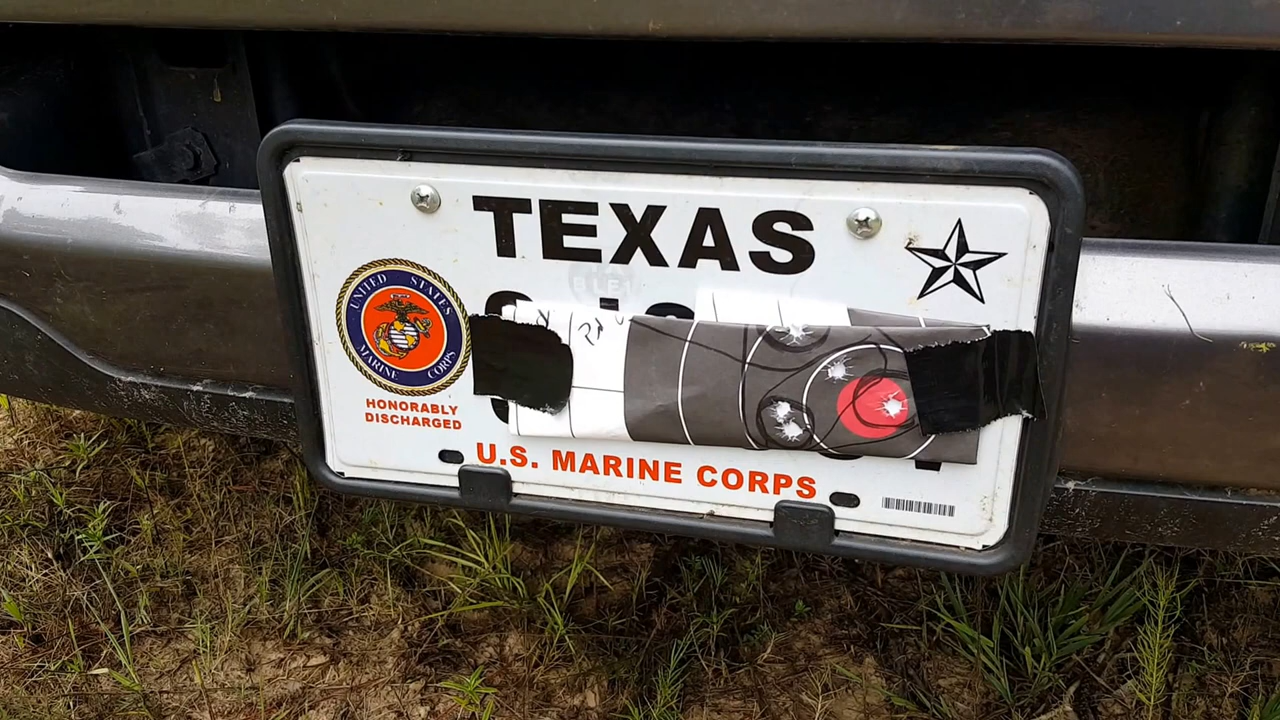 TEXAS
UNITED STATES
MARINE CORPS
HONORABLY
DISCHARGED
U.S. MARINE CORPS